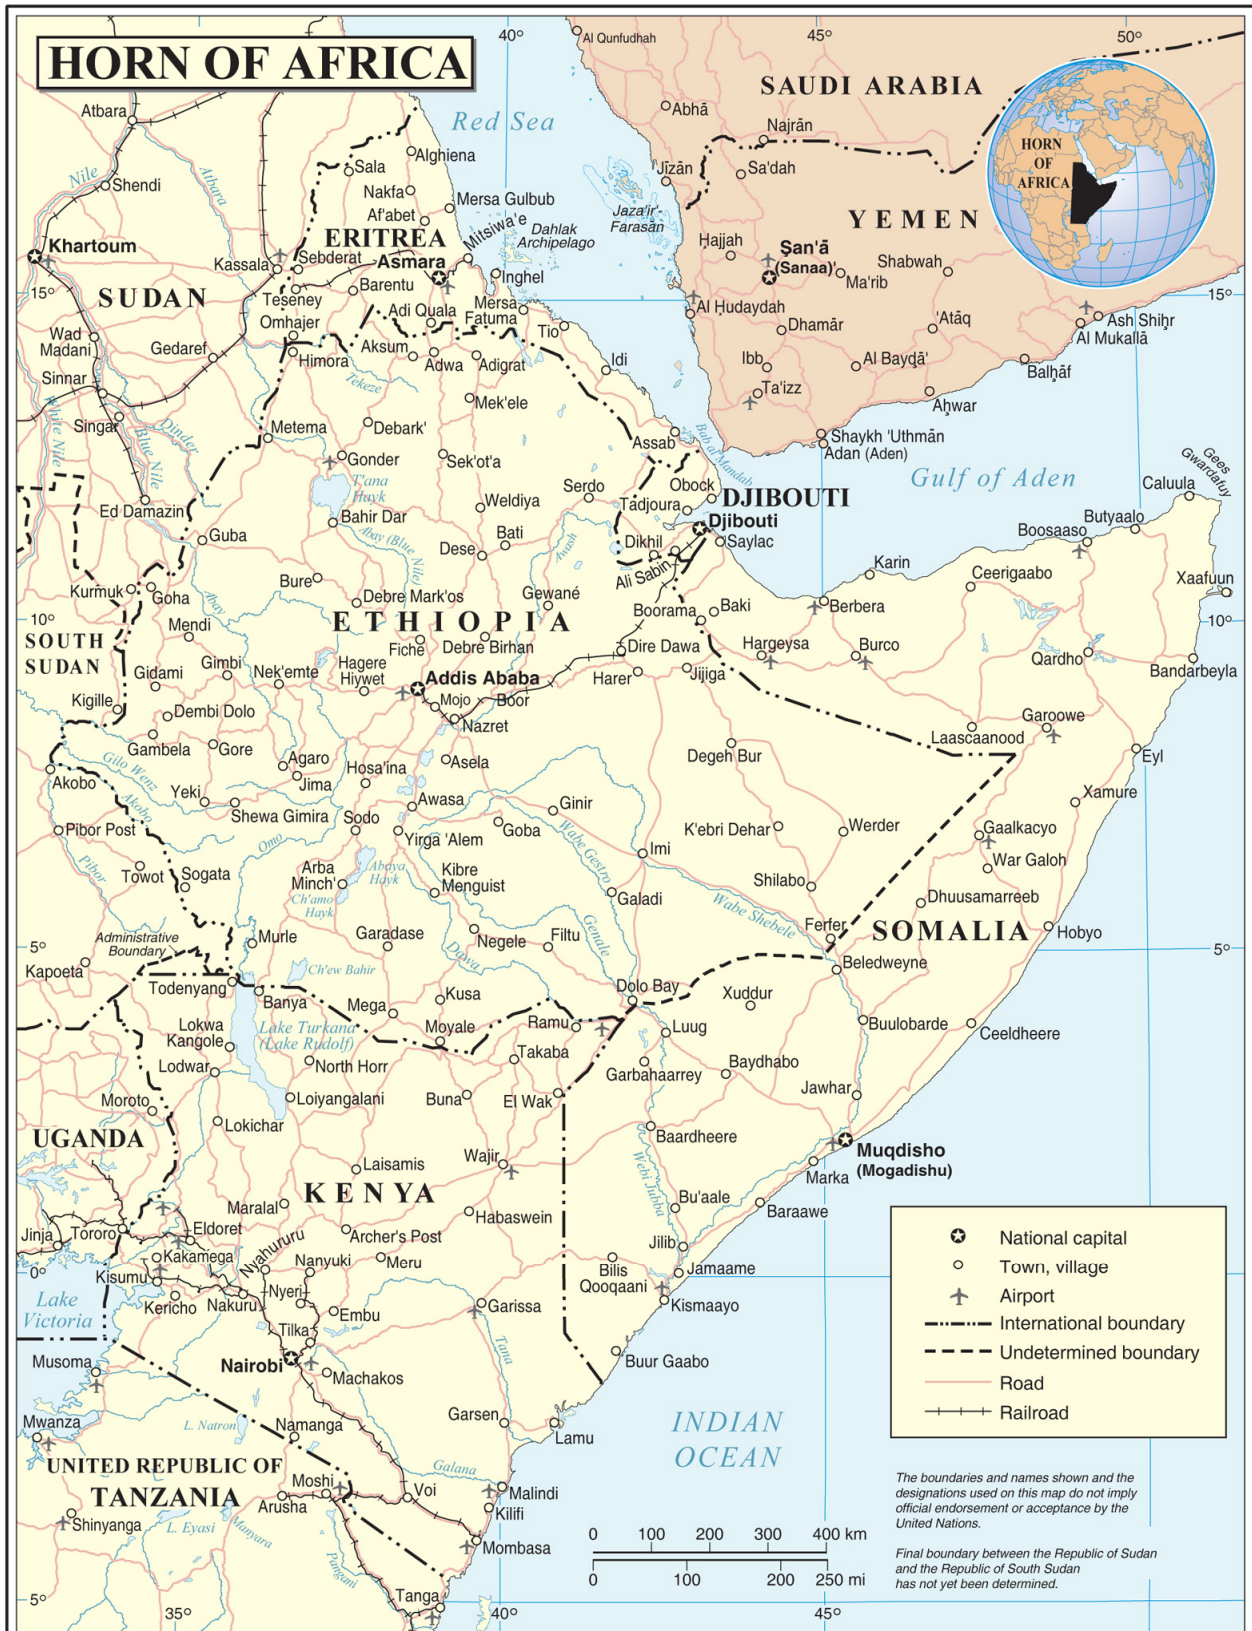 HORN OF AFRICA
40°
45°
50°
Al Qunfudhah
SAUDI ARABIA
Atbara
Abhā
Red Sea
Najrān
HORN
OF
AFRICA
Alghiena
Sala
Sa'dah
Jīzān
Nile
Atbara
Shendi
Nakfa
Mersa Gulbub
Jaza'ir
Farasān
YEMEN
Af'abet
Mitsiwa'e
Dahlak
Archipelago
Khartoum
ERITREA
Hajjah
Şan'ā
(Sanaa)
Shabwah
Kassala
Sebderat
Asmara
Inghel
Ma'rib
15°
SUDAN
Teseney
Barentu
Mersa
Fatuma
Al Ḩudaydah
'Atāq
Ash Shiḩr
15°
Wad
Madani
Omhajer
Adi Quala
Tio
Dhamār
Al Mukallā
Gedaref
Himora
Aksum
Adwa
Adigrat
Idi
Ibb
Al Bayḑā'
Balḩāf
Sinnar
Tekeze
Mek'ele
Ta'izz
Aḩwar
White Nile
Singar
Blue Nile
Dinder
Metema
Debark'
Assab
Bab al Mandab
Shaykh 'Uthmān
Adan (Aden)
Gonder
Sek'ot'a
Gulf of Aden
Gees
Gwardafuy
T'ana
Hayk
Weldiya
Serdo
Obock
Tadjoura
DJIBOUTI
Caluula
Ed Damazin
Bahir Dar
Bati
Djibouti
Boosaaso
Butyaalo
Guba
Abay (Blue Nile)
Dese
Awash
Dikhil
Saylac
Ali Sabin
Karin
Xaafuun
Kurmuk
Goha
Bure
Debre Mark'os
Gewané
Ceerigaabo
Abay
Boorama
Baki
Berbera
10°
Mendi
ETHIOPIA
10°
SOUTH
SUDAN
Fiche
Debre Birhan
Dire Dawa
Hargeysa
Burco
Qardho
Gidami
Gimbi
Nek'emte
Hagere
Hiywet
Addis Ababa
Harer
Jijiga
Bandarbeyla
Kigille
Dembi Dolo
Mojo
Boor
Nazret
Gambela
Gore
Garoowe
Laascaanood
Gilo Wenz
Agaro
Hosa'ina
Asela
Degeh Bur
Eyl
Akobo
Jima
Yeki
Akobo
Shewa Gimira
Awasa
Ginir
Xamure
Pibor Post
Omo
Sodo
Yirga 'Alem
Goba
Wabe Gestro
K'ebri Dehar
Werder
Gaalkacyo
Imi
War Galoh
Pibor
Towot
Sogata
Arba
Minch'
Abaya
Hayk
Kibre
Menguist
Ch'amo
Hayk
Galadi
Shilabo
Dhuusamarreeb
Wabe Shebele
Administrative
Boundary
Murle
Garadase
Negele
Filtu
Genale
Ferfer
SOMALIA
Hobyo
5°
Dawa
5°
Kapoeta
Ch'ew Bahir
Beledweyne
Todenyang
Banya
Mega
Kusa
Dolo Bay
Xuddur
Lokwa
Kangole
Lake Turkana
(Lake Rudolf)
Moyale
Ramu
Luug
Buulobarde
Ceeldheere
Lodwar
North Horr
Takaba
Garbahaarrey
Baydhabo
Moroto
Loiyangalani
Buna
El Wak
Jawhar
Lokichar
UGANDA
Baardheere
Muqdisho
(Mogadishu)
Laisamis
Wajir
Webi Jubba
Marka
KENYA
Maralal
Bu'aale
Baraawe
Habaswein
Jinja
Tororo
Eldoret
Archer's Post
Jilib
Kakamega
Nyahururu
Nanyuki
Meru
0°
Kisumu
Bilis
Qooqaani
Jamaame
Lake
Victoria
Kericho
Nakuru
Nyeri
Embu
Garissa
Kismaayo
Tilka
Tana
Musoma
Nairobi
Machakos
Buur Gaabo
Mwanza
L. Natron
Namanga
Garsen
Lamu
INDIAN
OCEAN
UNITED REPUBLIC OF
TANZANIA
Moshi
Galana
Arusha
Voi
Malindi
Kilifi
Shinyanga
L. Eyasi
Manyara
Mombasa
Pangani
Tanga
5°
35°
40°
45°
National capital
Town, village
Airport
International boundary
Undetermined boundary
Road
Railroad
The boundaries and names shown and the
designations used on this map do not imply
official endorsement or acceptance by the
United Nations.
Final boundary between the Republic of Sudan
and the Republic of South Sudan
has not yet been determined.
0 100 200 300 400 km
0 100 200 250 mi